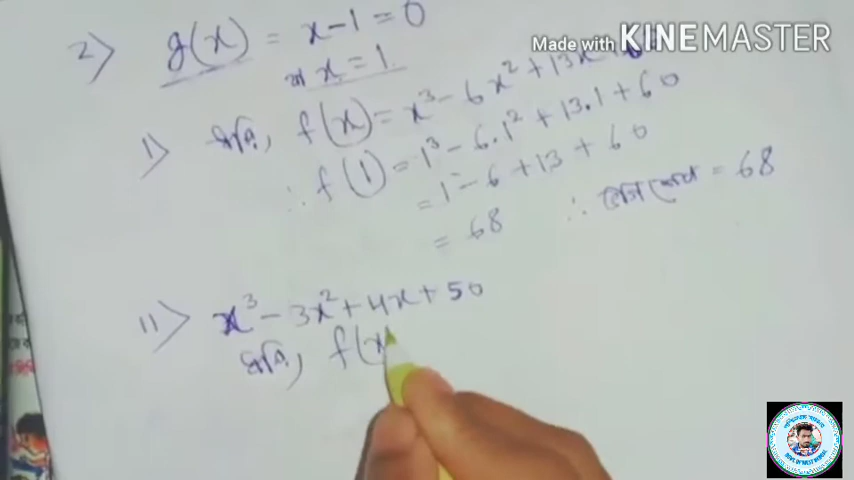 Made with KINEMASTER
2) g(x) = x-1=0
বা x=1
i) ধরি, f(x) = x³ - 6x² + 13x + 60
∴ f(1) = 1³ - 6.1² + 13.1 + 60
= 1 - 6 + 13 + 60
= 68 ∴ = 68
ii) x³ - 3x² + 4x + 50
ধরি, f(x